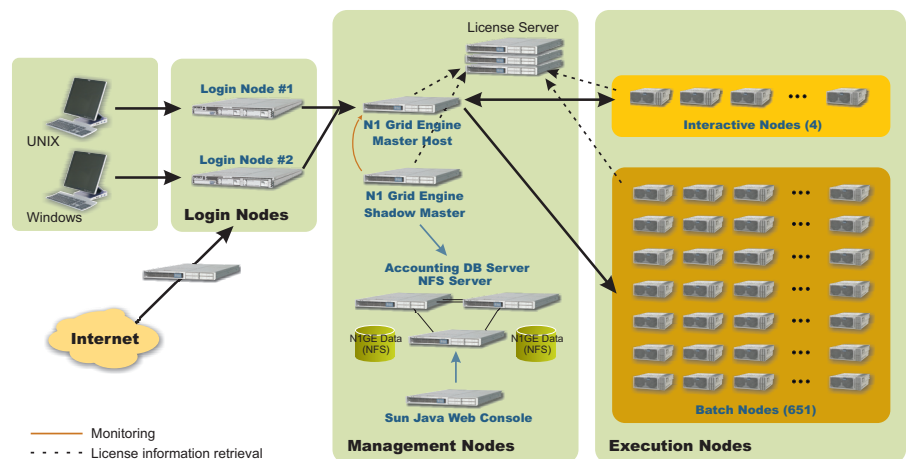 License Server
Login Node #1
UNIX
N1 Grid Engine
Master Host
Interactive Nodes (4)
Login Node #2
Windows
Login Nodes
N1 Grid Engine
Shadow Master
Accounting DB Server
NFS Server
Internet
N1GE Data
(NFS)
N1GE Data
(NFS)
Sun Java Web Console
Batch Nodes (651)
Monitoring
License information retrieval
Management Nodes
Execution Nodes